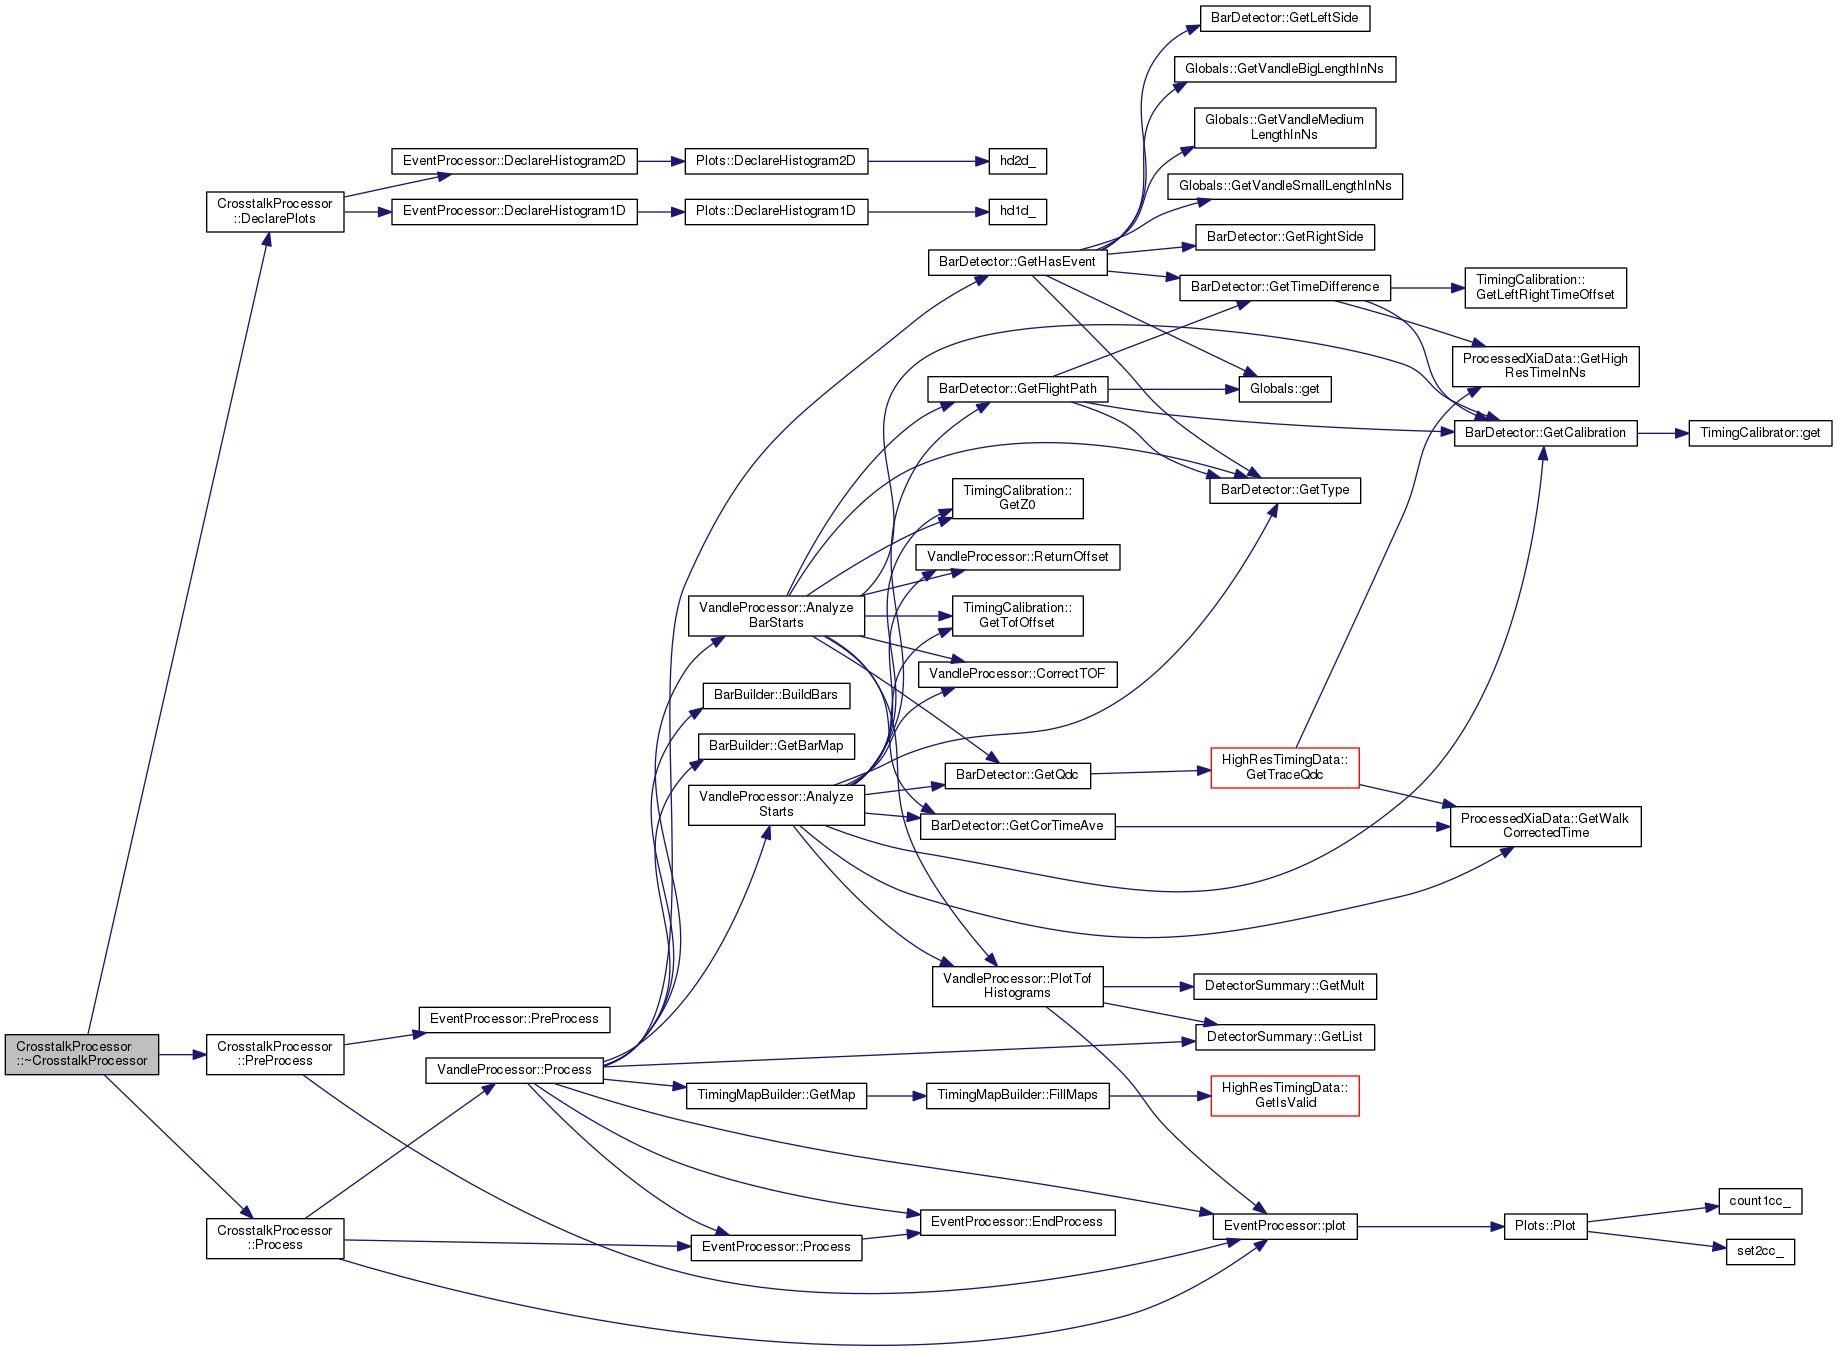 BarDetector::GetLeftSide
Globals::GetVandleBigLengthInNs
Globals::GetVandleMedium
LengthInNs
EventProcessor::DeclareHistogram2D
Plots::DeclareHistogram2D
hd2d_
Globals::GetVandleSmallLengthInNs
CrosstalkProcessor
::DeclarePlots
EventProcessor::DeclareHistogram1D
Plots::DeclareHistogram1D
hd1d_
BarDetector::GetRightSide
BarDetector::GetHasEvent
BarDetector::GetTimeDifference
TimingCalibration::
GetLeftRightTimeOffset
ProcessedXiaData::GetHigh
ResTimeInNs
BarDetector::GetFlightPath
Globals::get
BarDetector::GetCalibration
TimingCalibrator::get
BarDetector::GetType
TimingCalibration::
GetZ0
VandleProcessor::ReturnOffset
VandleProcessor::Analyze
BarStarts
TimingCalibration::
GetTofOffset
VandleProcessor::CorrectTOF
BarBuilder::BuildBars
BarBuilder::GetBarMap
HighResTimingData::
GetTraceQdc
BarDetector::GetQdc
VandleProcessor::Analyze
Starts
BarDetector::GetCorTimeAve
ProcessedXiaData::GetWalk
CorrectedTime
VandleProcessor::PlotTof
Histograms
DetectorSummary::GetMult
EventProcessor::PreProcess
DetectorSummary::GetList
CrosstalkProcessor
::~CrosstalkProcessor
CrosstalkProcessor
::PreProcess
VandleProcessor::Process
TimingMapBuilder::GetMap
TimingMapBuilder::FillMaps
HighResTimingData::
GetIsValid
count1cc_
EventProcessor::EndProcess
EventProcessor::plot
Plots::Plot
CrosstalkProcessor
::Process
EventProcessor::Process
set2cc_